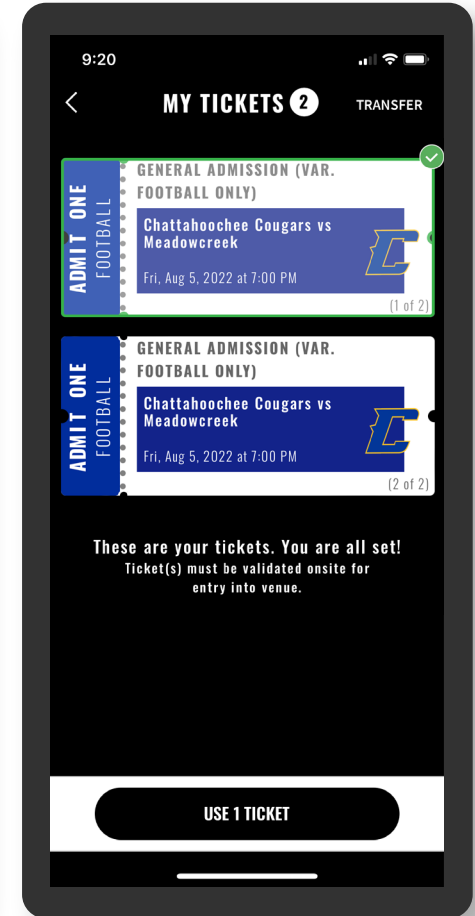 9:20
MY TICKETS 2
TRANSFER
ADMIT ONE
FOOTBALL
GENERAL ADMISSION (VAR.
FOOTBALL ONLY)
Chattahoochee Cougars vs
Meadowcreek
Fri, Aug 5, 2022 at 7:00 PM
C
(1 of 2)
ADMIT ONE
FOOTBALL
GENERAL ADMISSION (VAR.
FOOTBALL ONLY)
Chattahoochee Cougars vs
Meadowcreek
Fri, Aug 5, 2022 at 7:00 PM
C
(2 of 2)
These are your tickets. You are all set!
Ticket(s) must be validated onsite for
entry into venue.
USE 1 TICKET